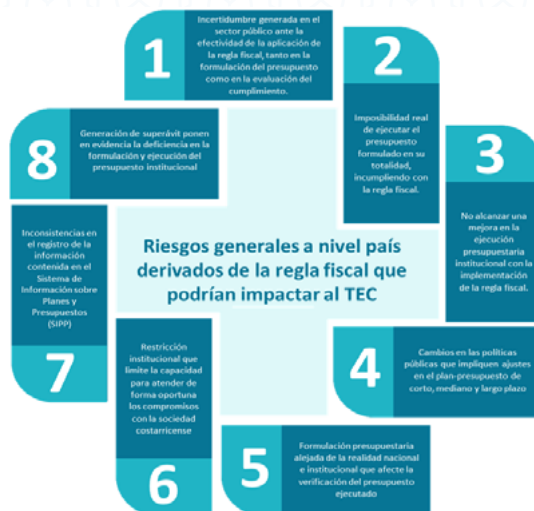 1
Incertidumbre generada en el
sector público ante la
efectividad de la aplicación de
la regla fiscal, tanto en la
formulación del presupuesto
como en la evaluación del
cumplimiento.
2
Imposibilidad real
de ejecutar el
presupuesto
formulado en su
totalidad,
incumpliendo con
la regla fiscal.
3
No alcanzar una
mejora en la
ejecución
presupuestaria
institucional con la
implementación de
la regla fiscal.
4
Cambios en las políticas
públicas que impliquen ajustes
en el plan-presupuesto de
corto, mediano y largo plazo
5
Formulación presupuestaria
alejada de la realidad nacional
e institucional que afecte la
verificación del presupuesto
ejecutado
6
Restricción
institucional que
limite la capacidad
para atender de
forma oportuna
los compromisos
con la sociedad
costarricense
7
Inconsistencias en
el registro de la
información
contenida en el
Sistema de
Información sobre
Planes y
Presupuestos
(SIPP)
8
Generación de superávit ponen
en evidencia la deficiencia en la
formulación y ejecución del
presupuesto institucional
Riesgos generales a nivel país
derivados de la regla fiscal que
podrían impactar al TEC